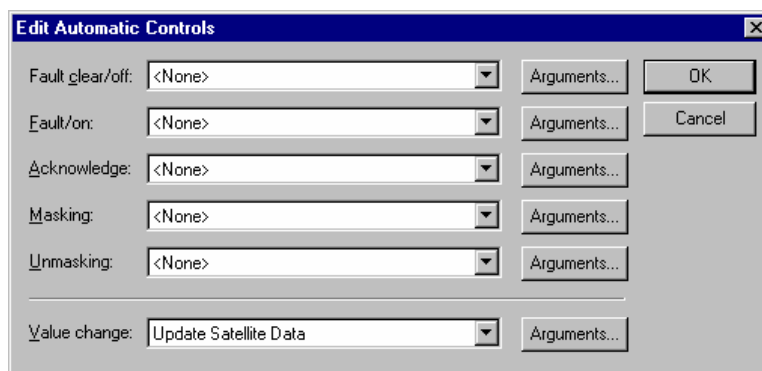 Edit Automatic Controls
Fault clear/off: <None> Arguments... OK
Fault/on: <None> Arguments... Cancel
Acknowledge: <None> Arguments...
Masking: <None> Arguments...
Unmasking: <None> Arguments...
Value change: Update Satellite Data Arguments...